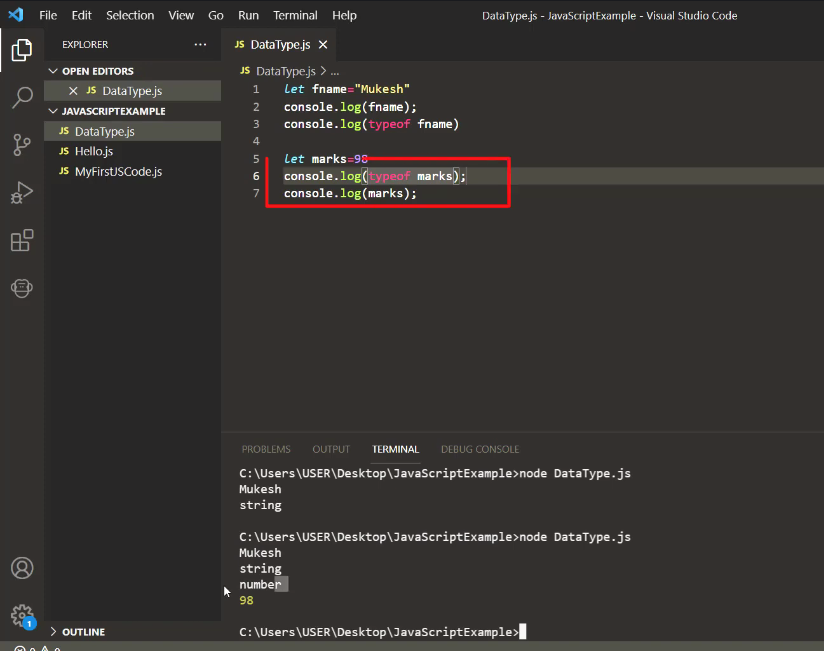 File Edit Selection View Go Run Terminal Help DataType.js - JavaScriptExample - Visual Studio Code
EXPLORER ...
JS DataType.js
OPEN EDITORS
JS DataType.js
JAVASCRIPTEXAMPLE
JS DataType.js
JS Hello.js
JS MyFirstJSCode.js
OUTLINE
1
JS DataType.js > ...
1 let fname="Mukesh"
2 console.log(fname);
3 console.log(typeof fname)
4
5 let marks=98
6 console.log(typeof marks);
7 console.log(marks);
PROBLEMS OUTPUT TERMINAL DEBUG CONSOLE
C:\Users\USER\Desktop\JavaScriptExample>node DataType.js
Mukesh
string
C:\Users\USER\Desktop\JavaScriptExample>node DataType.js
Mukesh
string
number
98
C:\Users\USER\Desktop\JavaScriptExample>